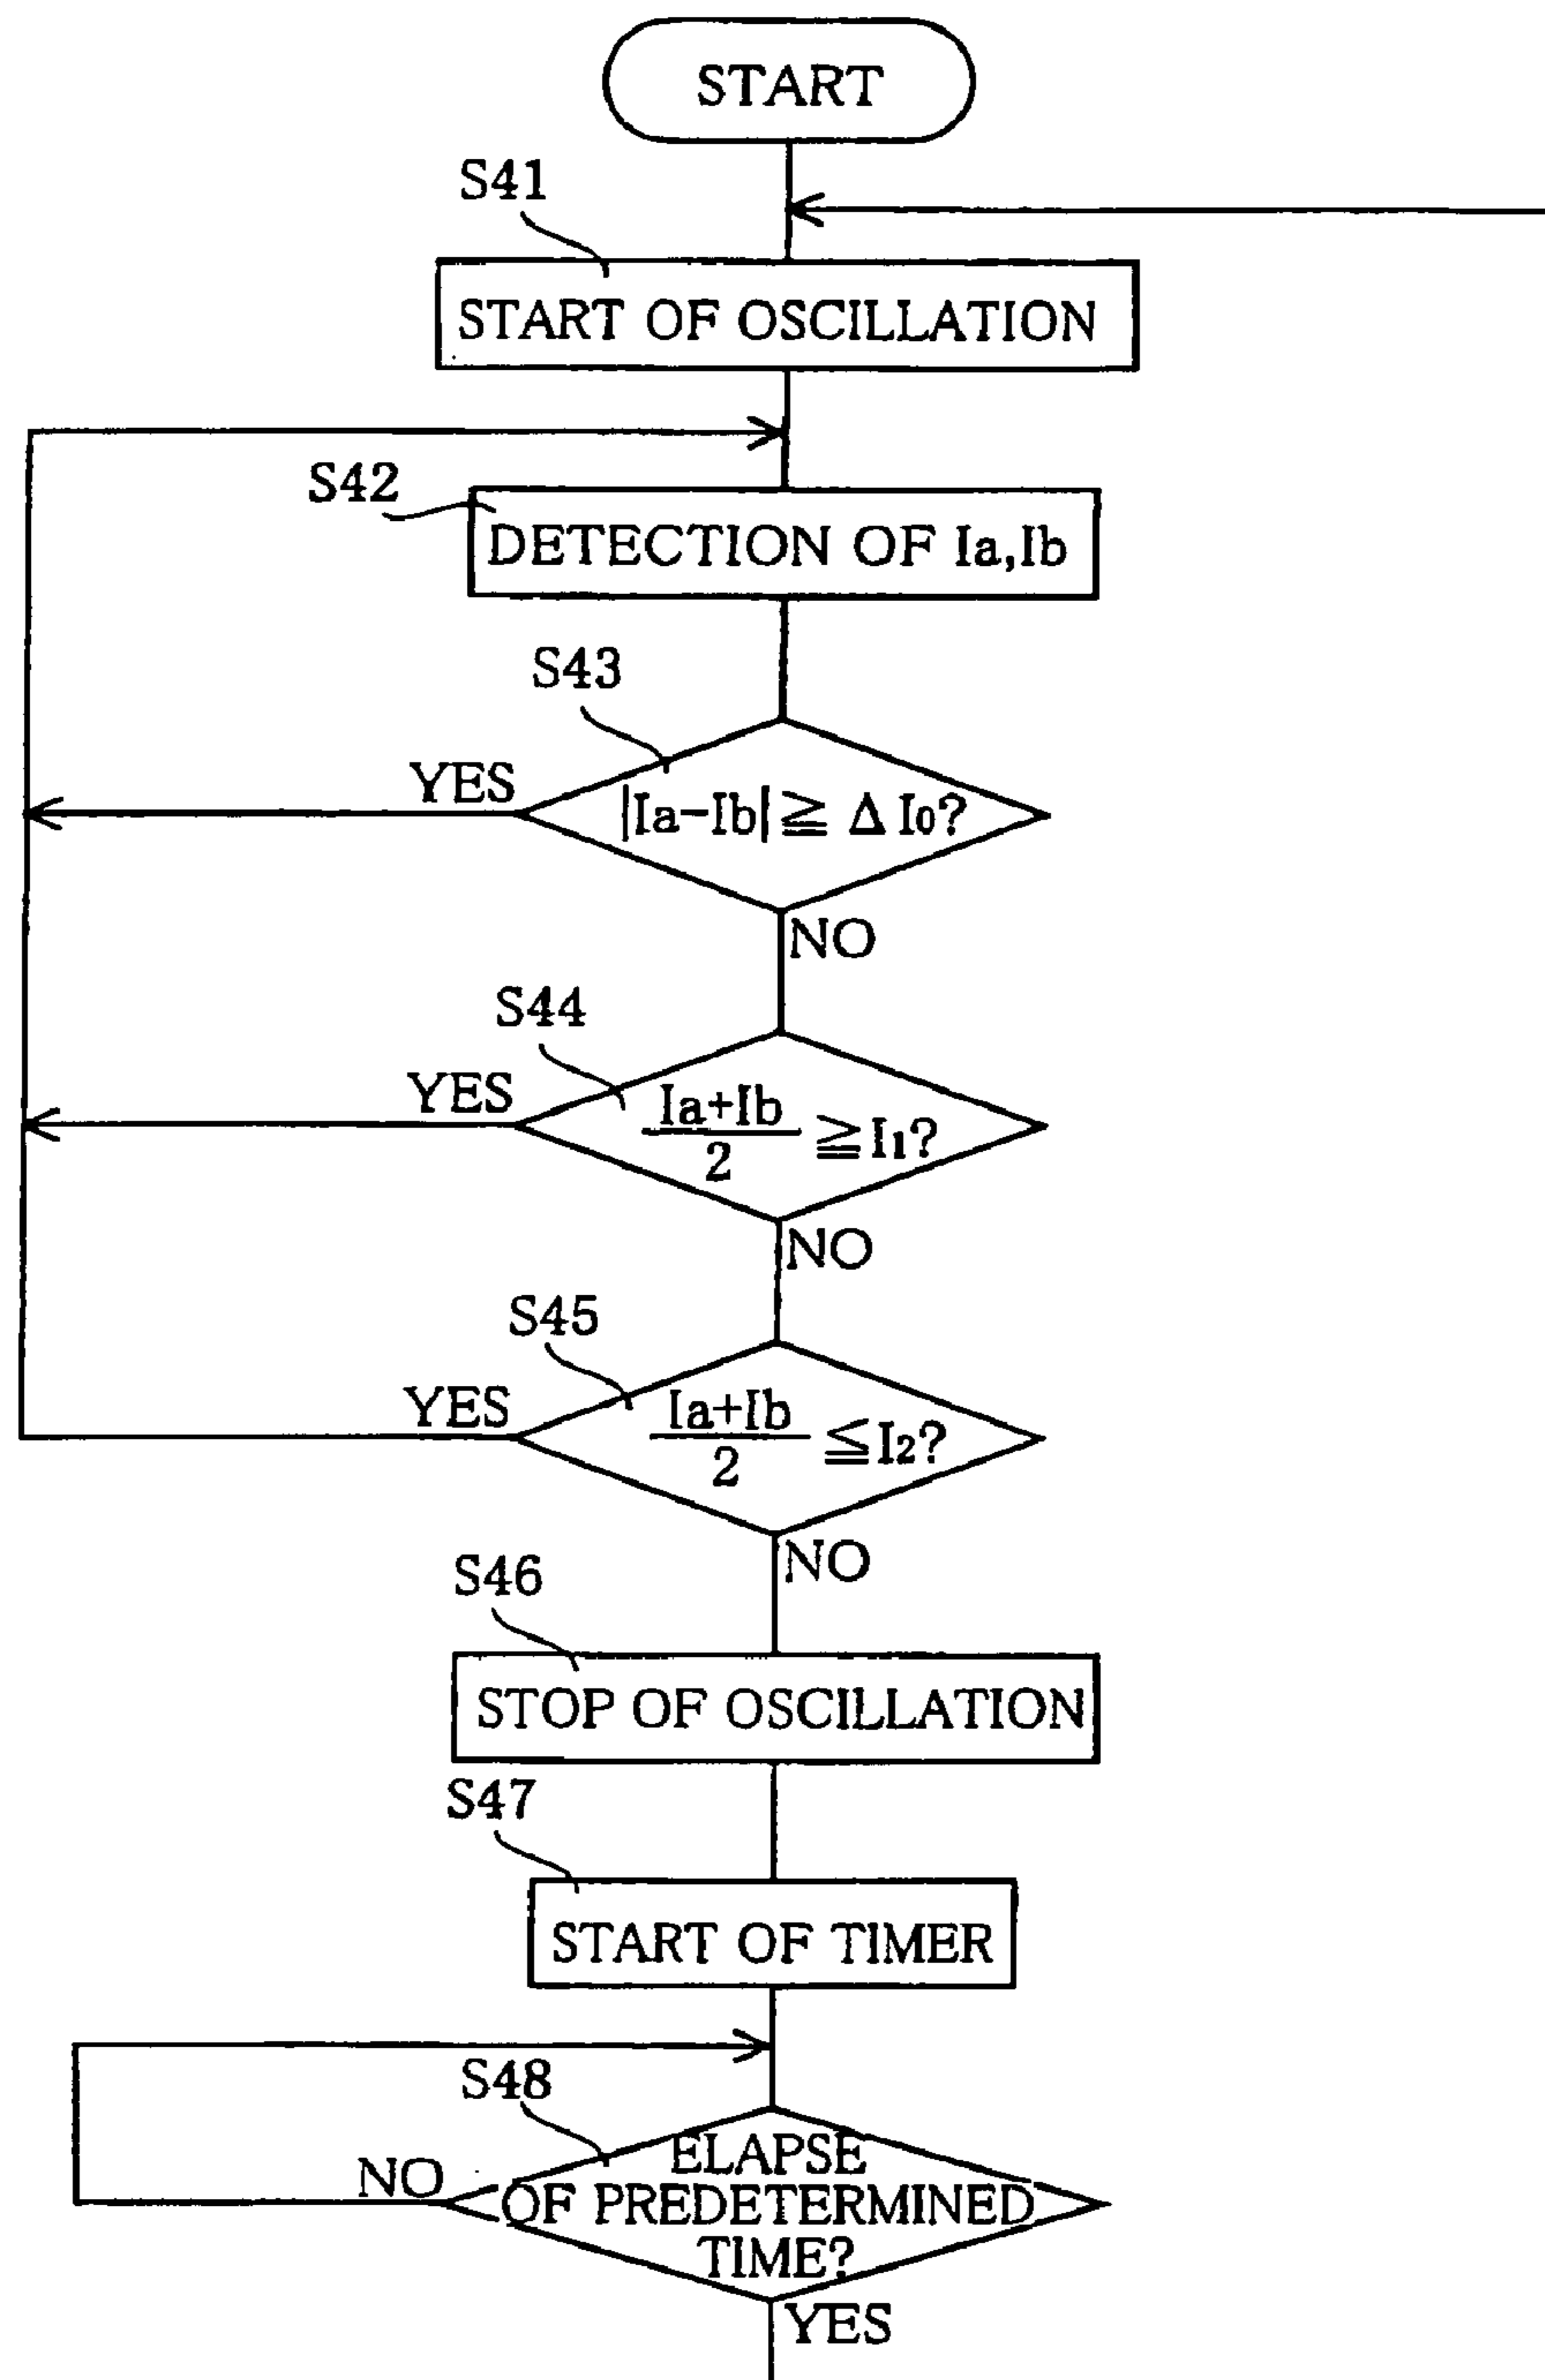 START
S41
START OF OSCILLATION
S42
DETECTION OF Ia,Ib
S43
YES
|Ia-Ib| ≧ Δ I0?
NO
S44
YES
Ia+Ib
2
≧I1?
NO
S45
YES
Ia+Ib
2
≦I2?
NO
S46
STOP OF OSCILLATION
S47
START OF TIMER
S48
NO
ELAPSE
OF PREDETERMINED
TIME?
YES